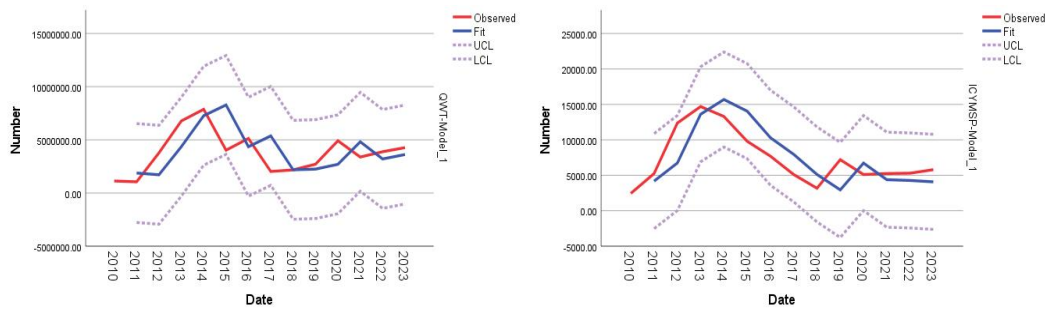 Observed
Fit
UCL
LCL
Number
15000000.00
10000000.00
5000000.00
0.00
-5000000.00
QWT-Model_1
2010
2011
2012
2013
2014
2015
2016
2017
2018
2019
2020
2021
2022
2023
Date
Observed
Fit
UCL
LCL
Number
25000.00
20000.00
15000.00
10000.00
5000.00
0.00
-5000.00
ICYMSP-Model_1
2010
2011
2012
2013
2014
2015
2016
2017
2018
2019
2020
2021
2022
2023
Date